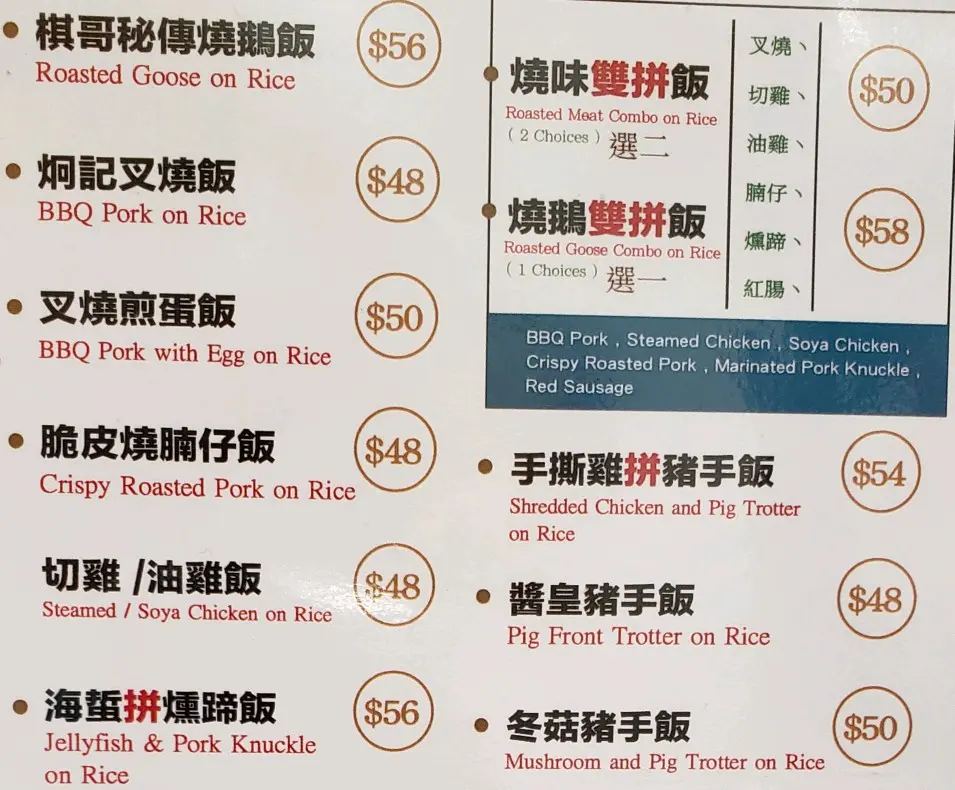 棋哥秘傳燒鵝飯 $56
Roasted Goose on Rice
炯記叉燒飯 $48
BBQ Pork on Rice
叉燒煎蛋飯 $50
BBQ Pork with Egg on Rice
脆皮燒腩仔飯 $48
Crispy Roasted Pork on Rice
切雞 /油雞飯 $48
Steamed / Soya Chicken on Rice
海蜇拼燻蹄飯 $56
Jellyfish & Pork Knuckle
on Rice
燒味雙拼飯 $50
Roasted Meat Combo on Rice
( 2 Choices ) 選二
燒鵝雙拼飯 $58
Roasted Goose Combo on Rice
( 1 Choices ) 選一
叉燒、
切雞、
油雞、
腩仔、
燻蹄、
紅腸、
BBQ Pork , Steamed Chicken , Soya Chicken ,
Crispy Roasted Pork , Marinated Pork Knuckle ,
Red Sausage
手撕雞拼豬手飯 $54
Shredded Chicken and Pig Trotter
on Rice
醬皇豬手飯 $48
Pig Front Trotter on Rice
冬菇豬手飯 $50
Mushroom and Pig Trotter on Rice